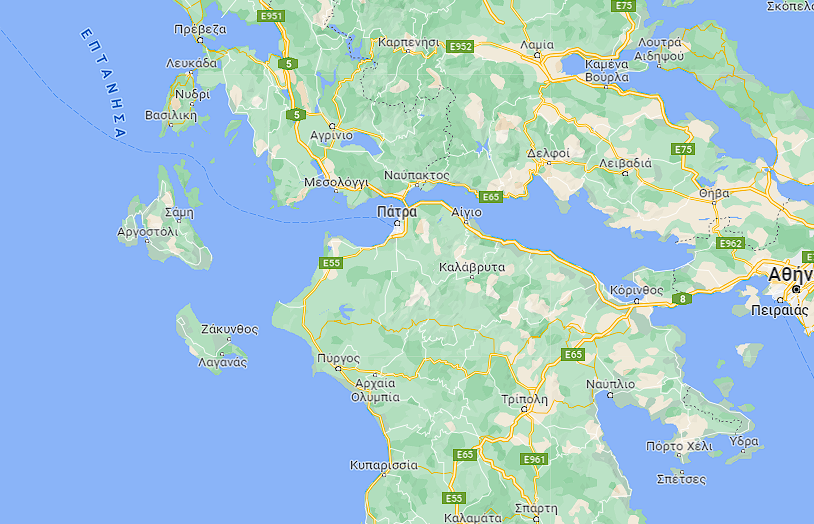 E75
Σκόπελο
E951
Πρέβεζα
Καρπενήσι
E952
Λαμία
Λουτρά
Αιδηψού
ΕΠΤΑΝΗΣΑ
Λευκάδα
5
Καμένα
Βούρλα
Νυδρί
Βασιλική
5
Αγρίνιο
E75
Δελφοί
Λειβαδιά
Μεσολόγγι
Ναύπακτος
E65
Θήβα
Σάμη
Πάτρα
Αίγιο
Αργοστόλι
E962
E55
Καλάβρυτα
Αθήν
Κόρινθος
8
Πειραιάς
Ζάκυνθος
Λαγανάς
Πύργος
E65
Αρχαία
Ολυμπία
Ναύπλιο
Τρίπολη
Πόρτο Χέλι
Ύδρα
E65
E961
Κυπαρισσία
Σπέτσες
E55
Σπάρτη
Καλαμάτα